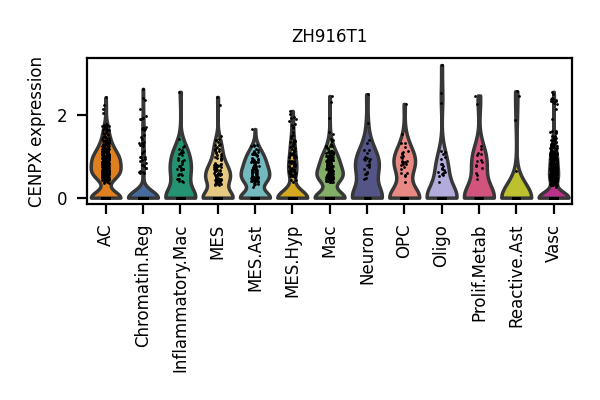 ZH916T1
CENPX expression
2
0
AC
Chromatin.Reg
Inflammatory.Mac
MES
MES.Ast
MES.Hyp
Mac
Neuron
OPC
Oligo
Prolif.Metab
Reactive.Ast
Vasc